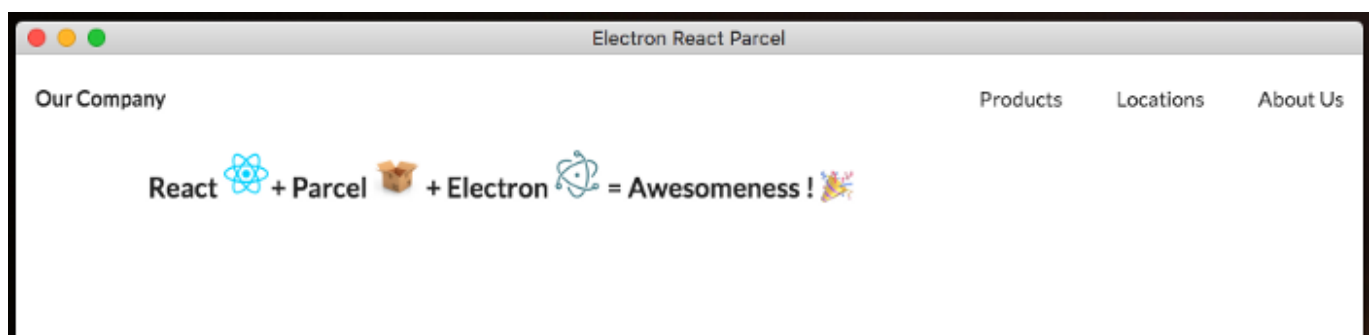 Electron React Parcel
Our Company Products Locations About Us
React + Parcel + Electron = Awesomeness !